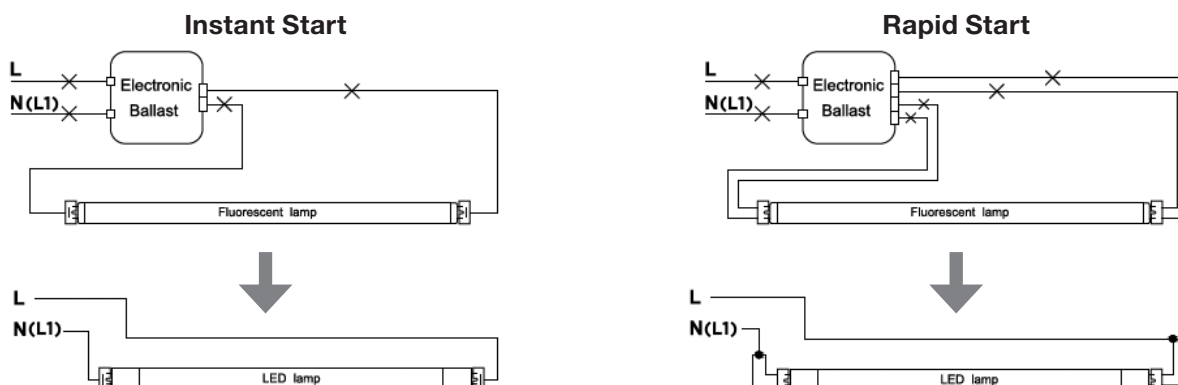 Instant Start
L
N(L1)
Electronic
Ballast
Fluorescent lamp
L
N(L1)
LED lamp
Rapid Start
L
N(L1)
Electronic
Ballast
Fluorescent lamp
L
N(L1)
LED lamp